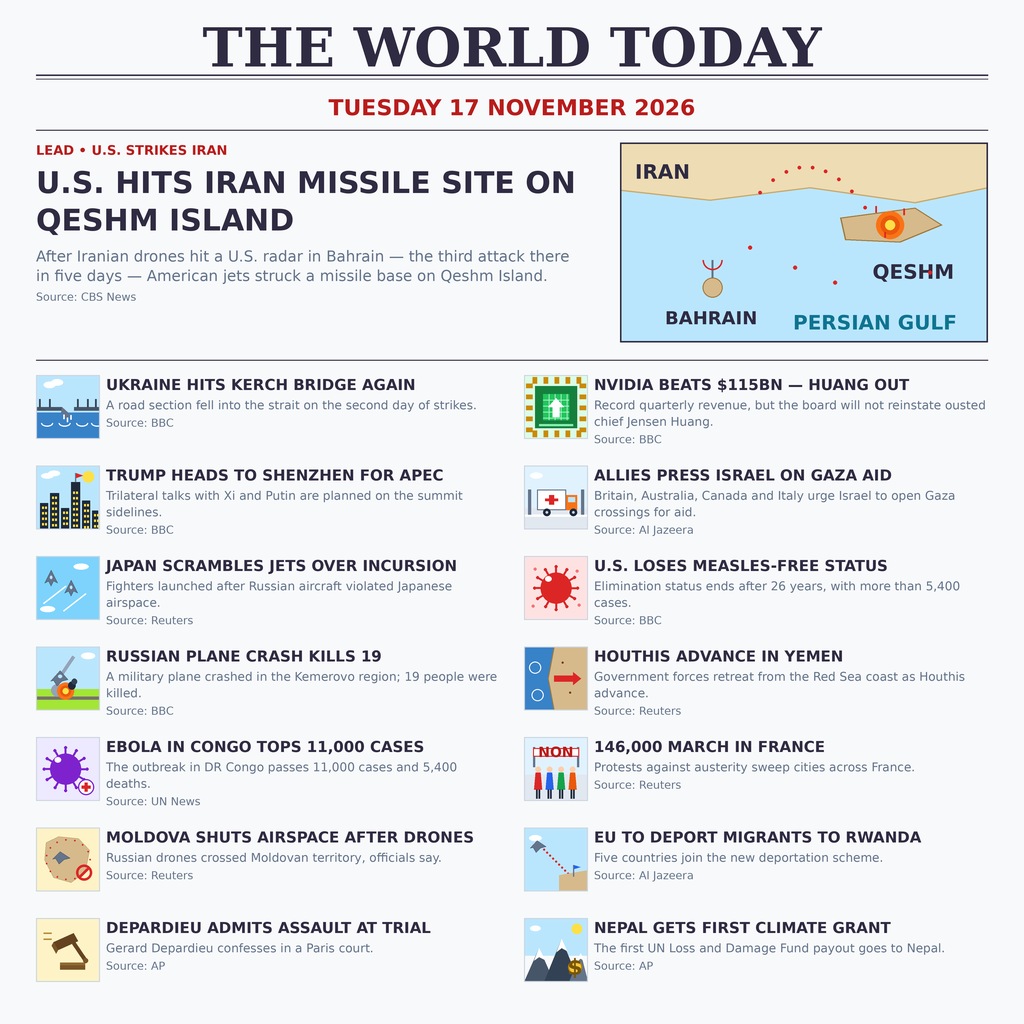 THE WORLD TODAY
TUESDAY 17 NOVEMBER 2026
LEAD • U.S. STRIKES IRAN
U.S. HITS IRAN MISSILE SITE ON
QESHM ISLAND
After Iranian drones hit a U.S. radar in Bahrain — the third attack there
in five days — American jets struck a missile base on Qeshm Island.
Source: CBS News
IRAN
QESHM
BAHRAIN
PERSIAN GULF
UKRAINE HITS KERCH BRIDGE AGAIN
A road section fell into the strait on the second day of strikes.
Source: BBC
NVIDIA BEATS $115BN — HUANG OUT
Record quarterly revenue, but the board will not reinstate ousted
chief Jensen Huang.
Source: BBC
TRUMP HEADS TO SHENZHEN FOR APEC
Trilateral talks with Xi and Putin are planned on the summit
sidelines.
Source: BBC
ALLIES PRESS ISRAEL ON GAZA AID
Britain, Australia, Canada and Italy urge Israel to open Gaza
crossings for aid.
Source: Al Jazeera
JAPAN SCRAMBLES JETS OVER INCURSION
Fighters launched after Russian aircraft violated Japanese
airspace.
Source: Reuters
U.S. LOSES MEASLES-FREE STATUS
Elimination status ends after 26 years, with more than 5,400
cases.
Source: BBC
RUSSIAN PLANE CRASH KILLS 19
A military plane crashed in the Kemerovo region; 19 people were
killed.
Source: BBC
HOUTHIS ADVANCE IN YEMEN
Government forces retreat from the Red Sea coast as Houthis
advance.
Source: Reuters
EBOLA IN CONGO TOPS 11,000 CASES
The outbreak in DR Congo passes 11,000 cases and 5,400
deaths.
Source: UN News
NON
146,000 MARCH IN FRANCE
Protests against austerity sweep cities across France.
Source: Reuters
MOLDOVA SHUTS AIRSPACE AFTER DRONES
Russian drones crossed Moldovan territory, officials say.
Source: Reuters
EU TO DEPORT MIGRANTS TO RWANDA
Five countries join the new deportation scheme.
Source: Al Jazeera
DEPARDIEU ADMITS ASSAULT AT TRIAL
Gerard Depardieu confesses in a Paris court.
Source: AP
$
NEPAL GETS FIRST CLIMATE GRANT
The first UN Loss and Damage Fund payout goes to Nepal.
Source: AP